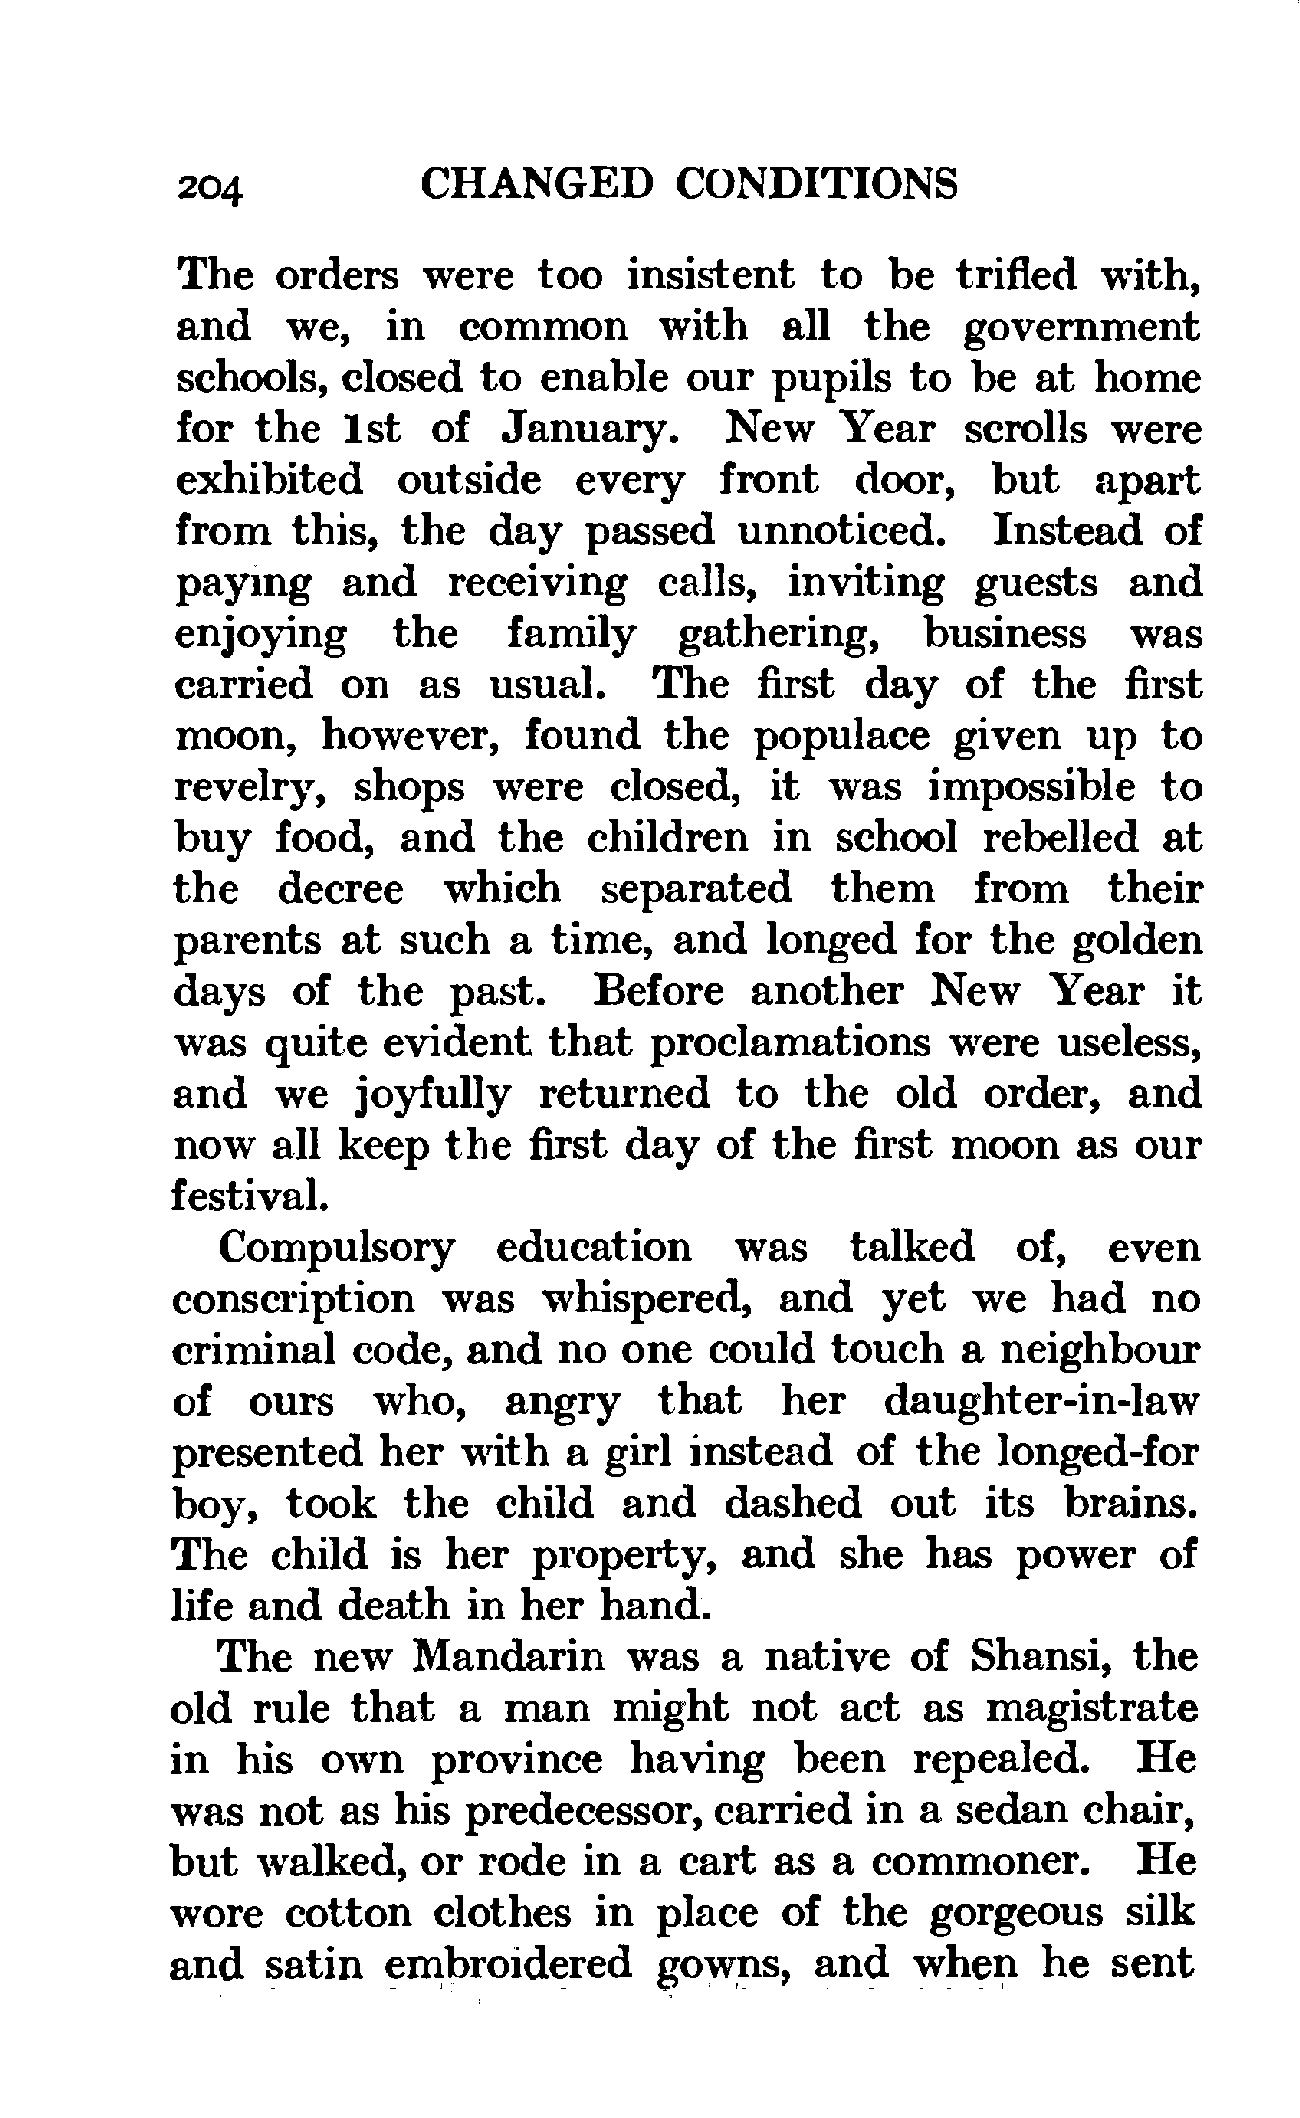 204 CHANGED CONDITIONS
The orders were too insistent to be trifled with,
and we, in common with all the government
schools, closed to enable our pupils to be at home
for the 1st of January. New Year scrolls were
exhibited outside every front door, but apart
from this, the day passed unnoticed. Instead of
paying and receiving calls, inviting guests and
enjoying the family gathering, business was
carried on as usual. The first day of the first
moon, however, found the populace given up to
revelry, shops were closed, it was impossible to
buy food, and the children in school rebelled at
the decree which separated them from their
parents at such a time, and longed for the golden
days of the past. Before another New Year it
was quite evident that proclamations were useless,
and we joyfully returned to the old order, and
now all keep the first day of the first moon as our
festival.
Compulsory education was talked of, even
conscription was whispered, and yet we had no
criminal code, and no one could touch a neighbour
of ours who, angry that her daughter-in-law
presented her with a girl instead of the longed-for
boy, took the child and dashed out its brains.
The child is her property, and she has power of
life and death in her hand.
The new Mandarin was a native of Shansi, the
old rule that a man might not act as magistrate
in his own province having been repealed. He
was not as his predecessor, carried in a sedan chair,
but walked, or rode in a cart as a commoner. He
wore cotton clothes in place of the gorgeous silk
and satin embroidered gowns, and when he sent